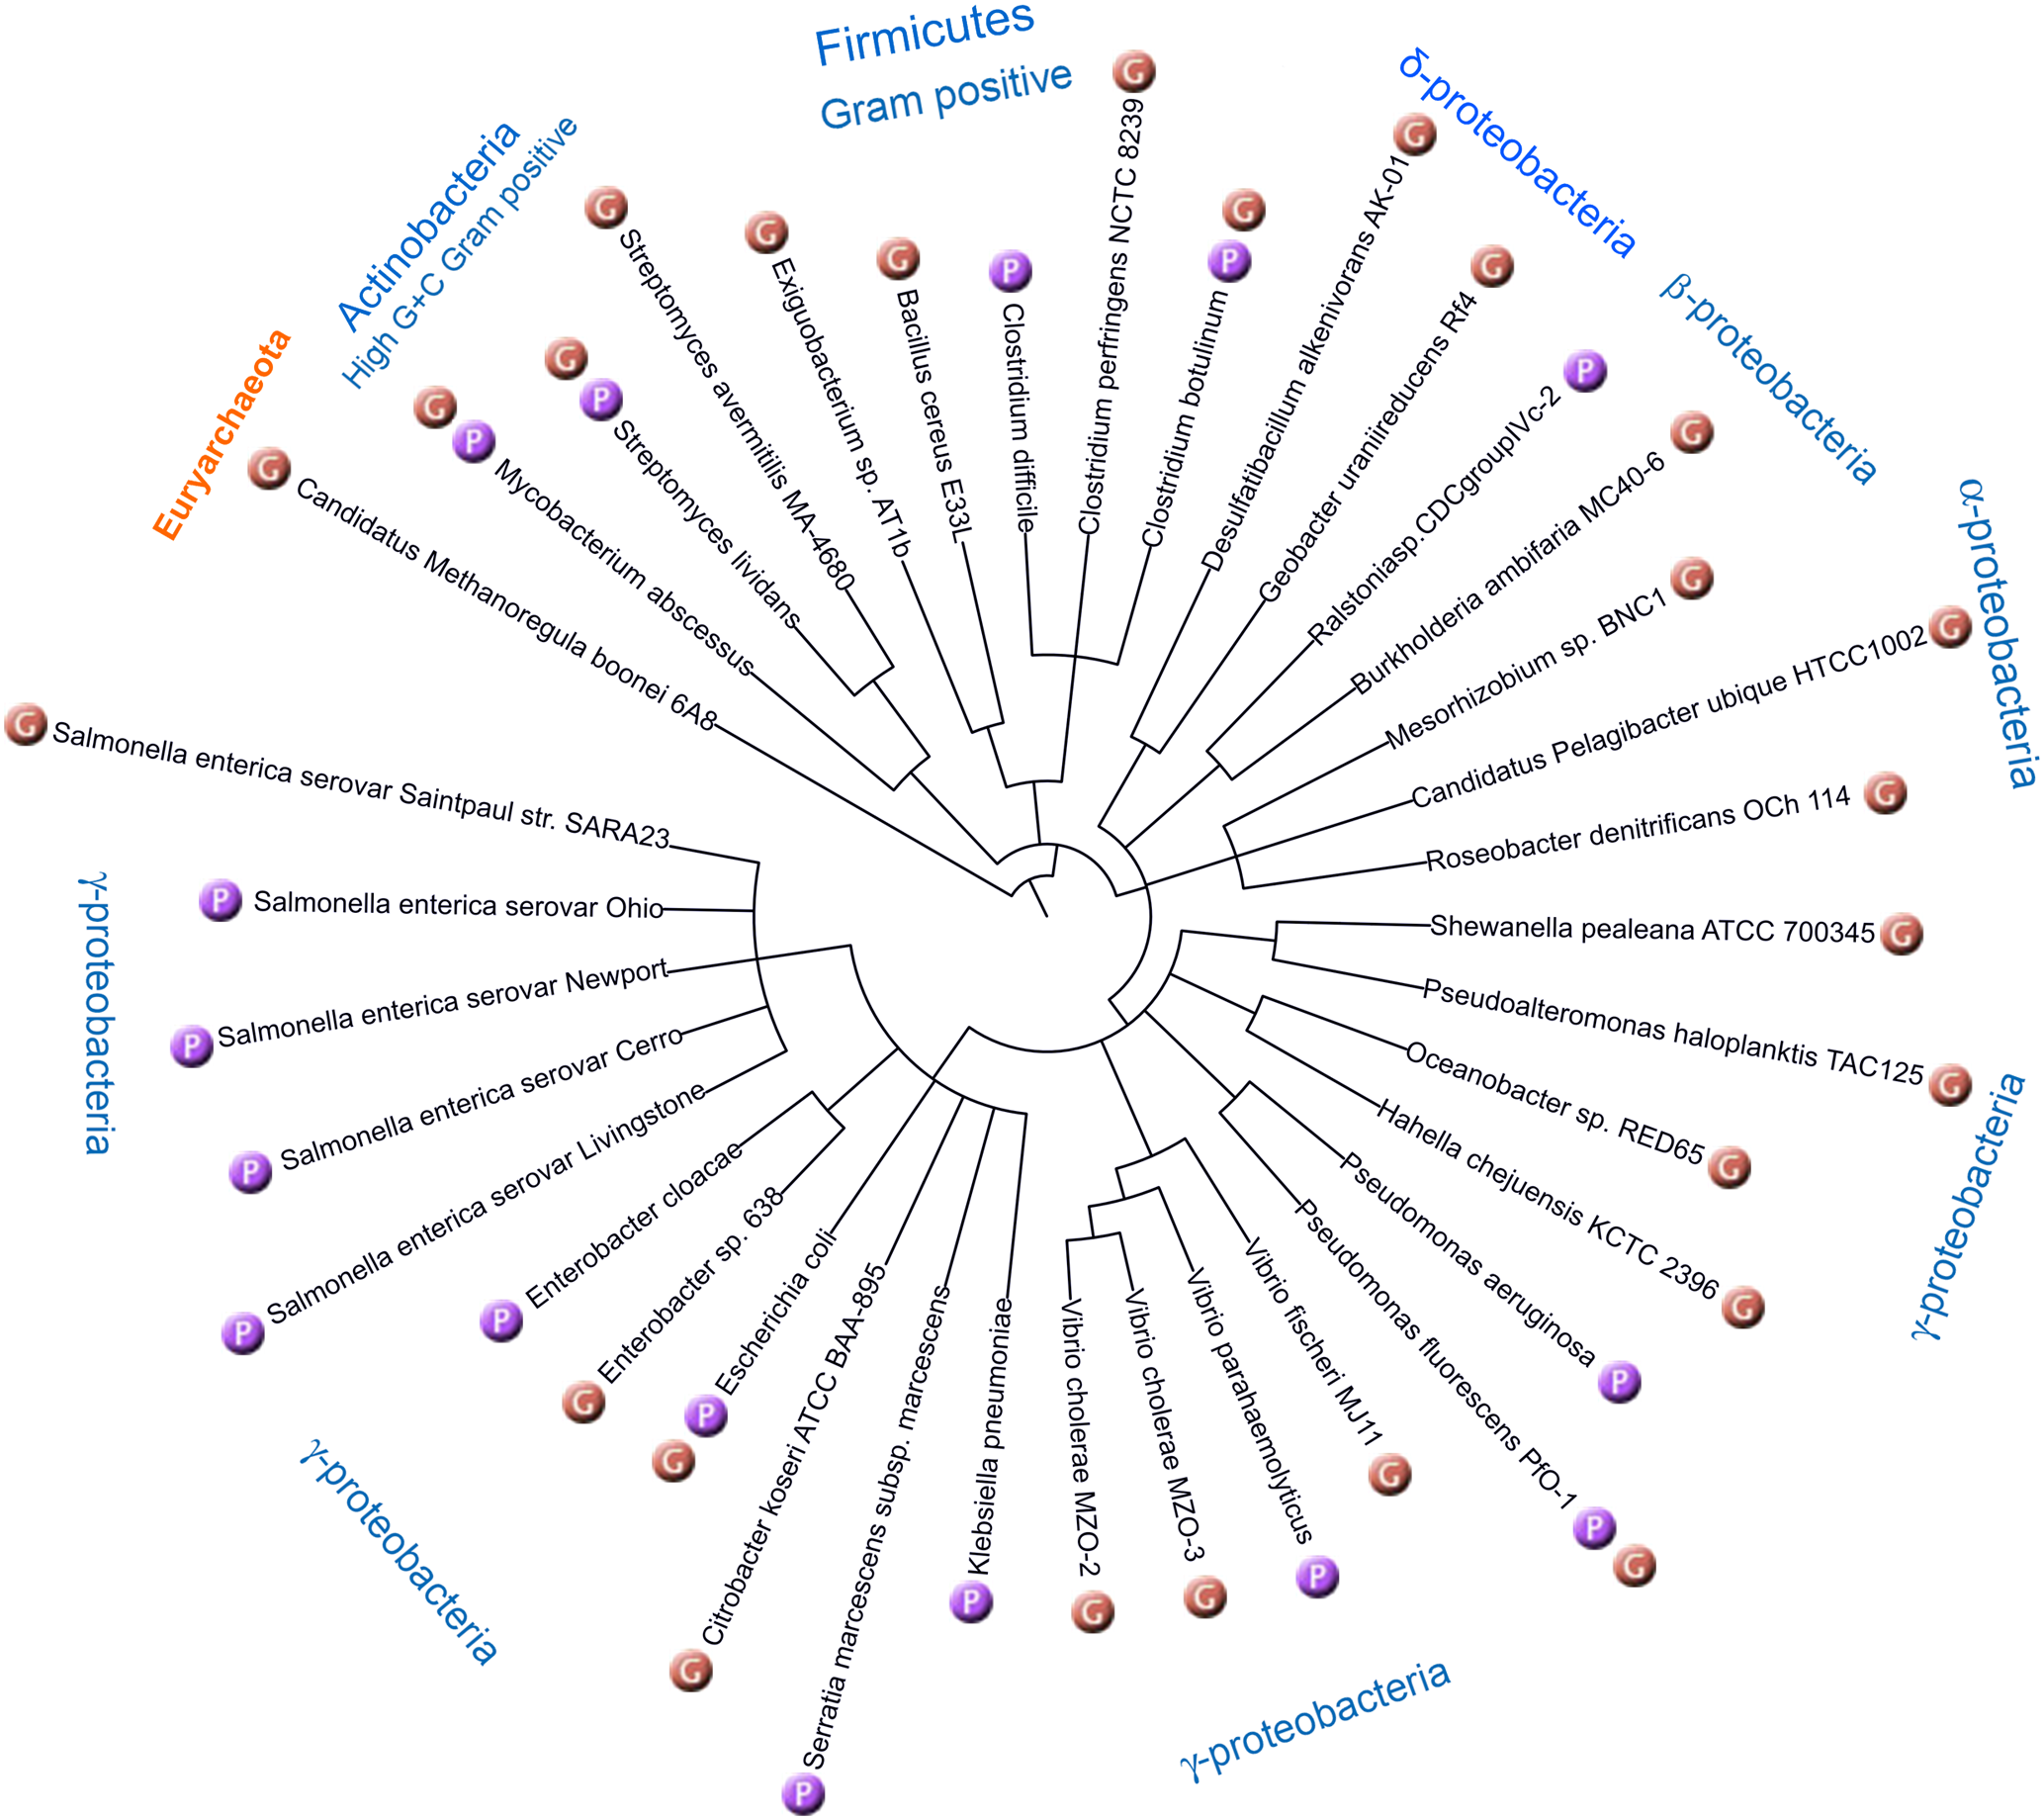 Firmicutes
Gram positive
δ-proteobacteria
β-proteobacteria
α-proteobacteria
γ-proteobacteria
γ-proteobacteria
γ-proteobacteria
γ-proteobacteria
Euryarchaeota
Actinobacteria
High G+C Gram positive
G Candidatus Methanoregula boonei 6A8
G P Mycobacterium abscessus
G P Streptomyces lividans
G Streptomyces avermitilis MA-4680
G Exiguobacterium sp. AT1b
G Bacillus cereus E33L
P Clostridium difficile
Clostridium perfringens NCTC 8239 G
Clostridium botulinum P G
Desulfatibacillum alkenivorans AK-01 G
Geobacter uraniireducens Rf4 G
Ralstoniasp.CDCgroupIVc-2 P
Burkholderia ambifaria MC40-6 G
Mesorhizobium sp. BNC1 G
Candidatus Pelagibacter ubique HTCC1002 G
Roseobacter denitrificans OCh 114 G
Shewanella pealeana ATCC 700345 G
Pseudoalteromonas haloplanktis TAC125 G
Oceanobacter sp. RED65 G
Hahella chejuensis KCTC 2396 G
Pseudomonas aeruginosa P
Pseudomonas fluorescens PfO-1 P G
Vibrio fischeri MJ11 G
Vibrio parahaemolyticus P
Vibrio cholerae MZO-3 G
Vibrio cholerae MZO-2 G
P Klebsiella pneumoniae
P Serratia marcescens subsp. marcescens
G Citrobacter koseri ATCC BAA-895
G P Escherichia coli
G Enterobacter sp. 638
P Enterobacter cloacae
P Salmonella enterica serovar Livingstone
P Salmonella enterica serovar Cerro
P Salmonella enterica serovar Newport
P Salmonella enterica serovar Ohio
G Salmonella enterica serovar Saintpaul str. SARA23